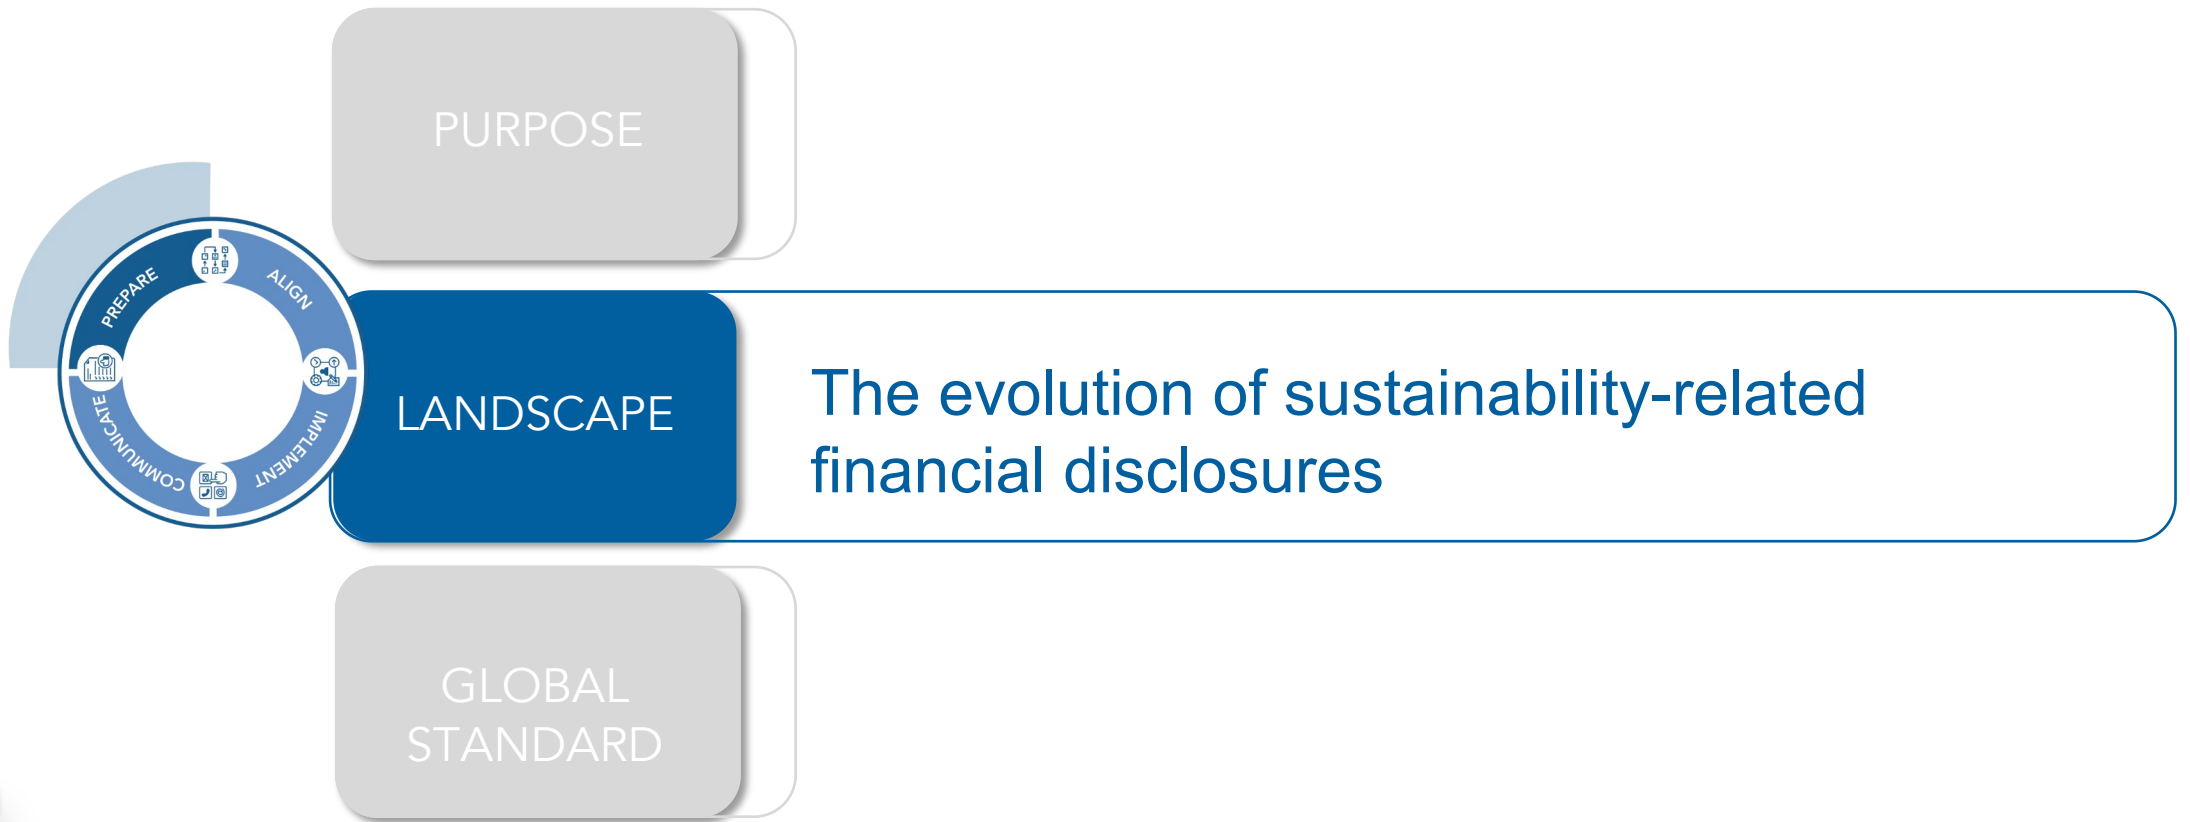 PURPOSE
PREPARE
ALIGN
IMPLEMENT
COMMUNICATE
LANDSCAPE
The evolution of sustainability-related
financial disclosures
GLOBAL
STANDARD